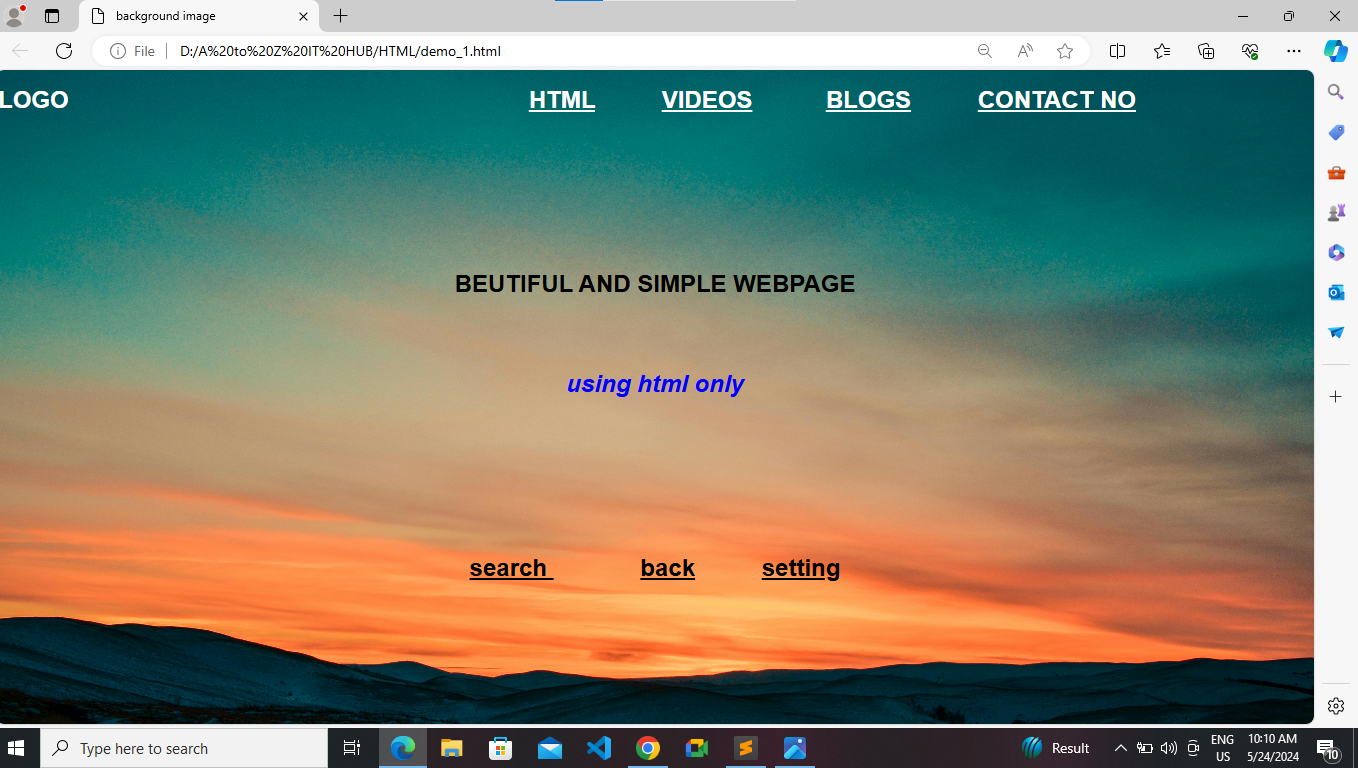 background image
File D:/A%20to%20Z%20IT%20HUB/HTML/demo_1.html
LOGO HTML VIDEOS BLOGS CONTACT NO
BEUTIFUL AND SIMPLE WEBPAGE
using html only
search back setting
Type here to search
Result
ENG
US
10:10 AM
5/24/2024
10